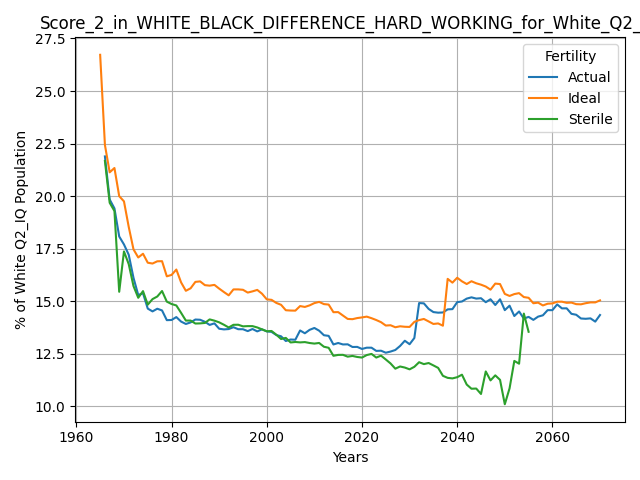 Score_2_in_WHITE_BLACK_DIFFERENCE_HARD_WORKING_for_White_Q2_
27.5
25.0
22.5
20.0
17.5
15.0
12.5
10.0
% of White Q2_IQ Population
Fertility
Actual
Ideal
Sterile
1960
1980
2000
2020
2040
2060
Years